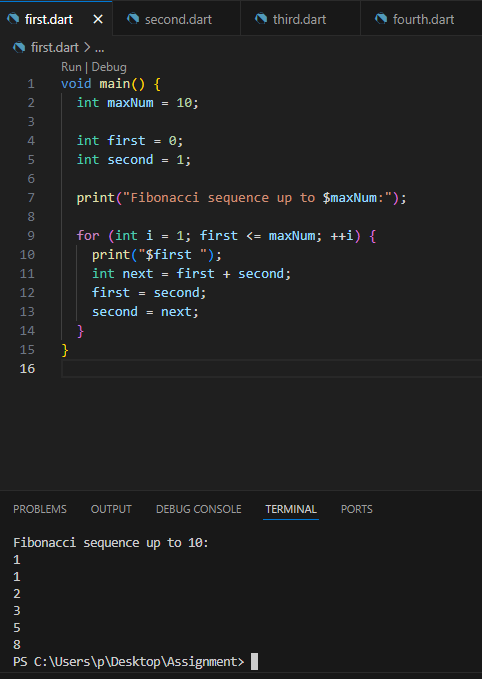 first.dart × second.dart third.dart fourth.dart
first.dart > ...
Run | Debug
1 void main() {
2   int maxNum = 10;
3
4   int first = 0;
5   int second = 1;
6
7   print("Fibonacci sequence up to $maxNum:");
8
9   for (int i = 1; first <= maxNum; ++i) {
10     print("$first ");
11     int next = first + second;
12     first = second;
13     second = next;
14   }
15 }
16
PROBLEMS OUTPUT DEBUG CONSOLE TERMINAL PORTS
Fibonacci sequence up to 10:
1
1
2
3
5
8
PS C:\Users\p\Desktop\Assignment>